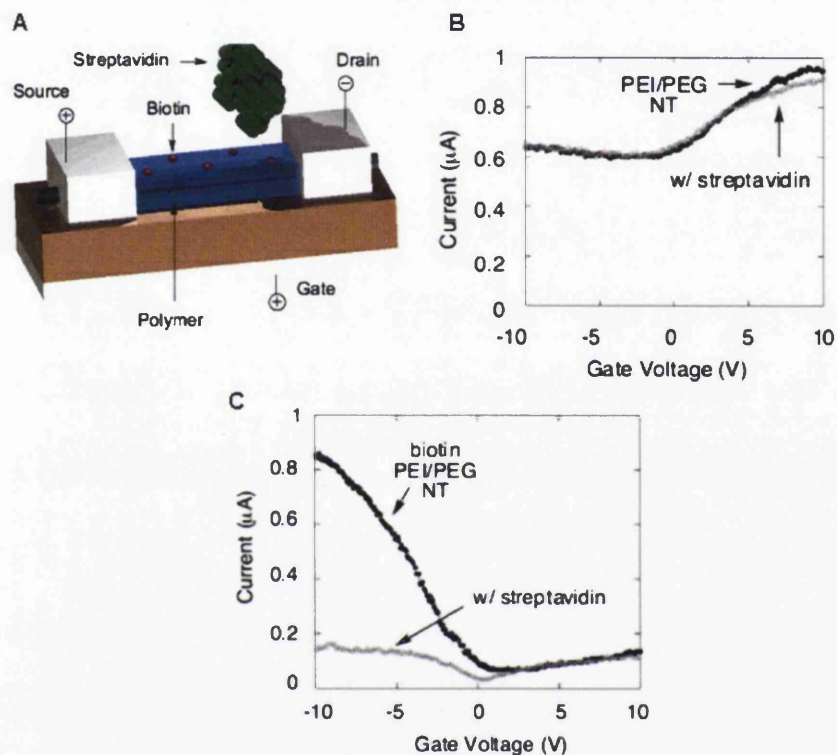 A
Streptavidin
Drain
Source
Biotin
Gate
Polymer
B
Current (μA)
1
0.8
0.6
0.4
0.2
0
PEI/PEG
NT
w/ streptavidin
-10
-5
0
5
10
Gate Voltage (V)
C
Current (μA)
1
0.8
0.6
0.4
0.2
0
biotin
PEI/PEG
NT
w/ streptavidin
-10
-5
0
5
10
Gate Voltage (V)